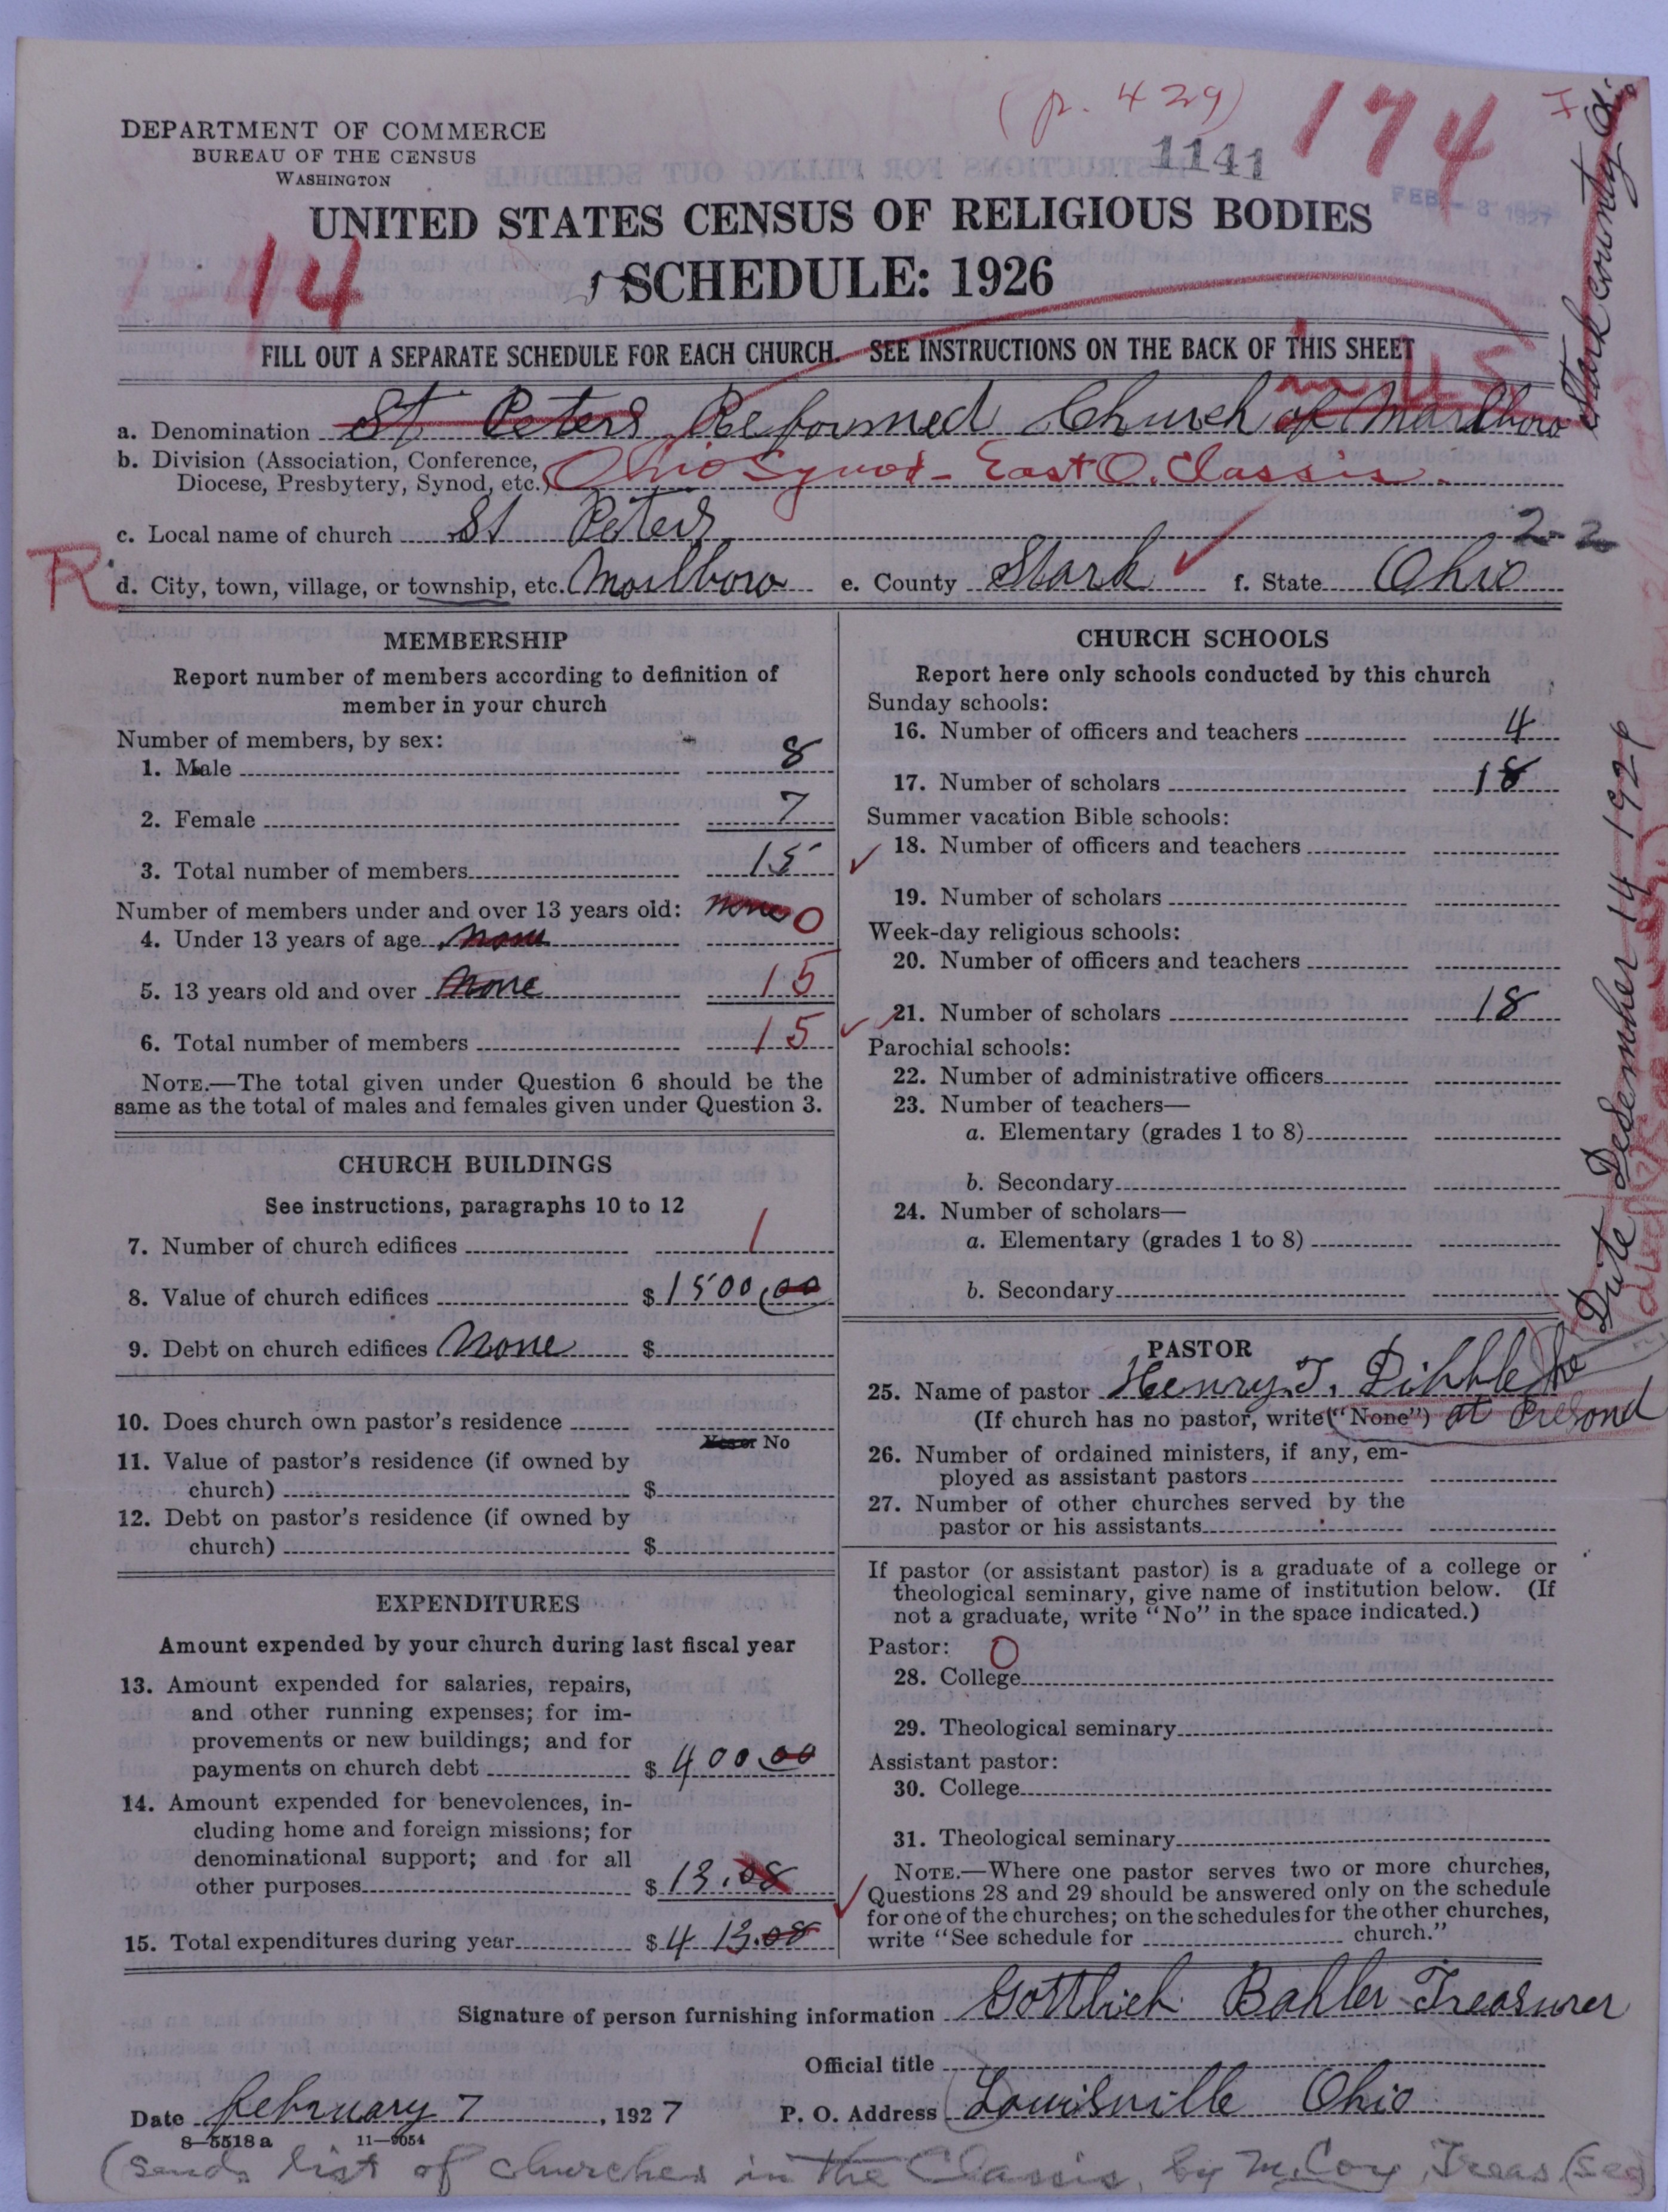 (p. 429)
174
1141
DEPARTMENT OF COMMERCE
BUREAU OF THE CENSUS
WASHINGTON
FEB - 3 1927
UNITED STATES CENSUS OF RELIGIOUS BODIES
14
SCHEDULE: 1926
FILL OUT A SEPARATE SCHEDULE FOR EACH CHURCH. SEE INSTRUCTIONS ON THE BACK OF THIS SHEET
in U.S.
a. Denomination St Peters Reformed Church of Marlboro
Stark county O.
b. Division (Association, Conference, Diocese, Presbytery, Synod, etc.) Ohio Synod - East O. Classis.
c. Local name of church St Peters
2-2
R
d. City, town, village, or township, etc. Marlboro e. County Stark f. State Ohio
MEMBERSHIP
Report number of members according to definition of
member in your church
Number of members, by sex:
1. Male 8
2. Female 7
3. Total number of members 15
Number of members under and over 13 years old: none 0
4. Under 13 years of age none
5. 13 years old and over none 15
6. Total number of members 15
NOTE.—The total given under Question 6 should be the
same as the total of males and females given under Question 3.
CHURCH BUILDINGS
See instructions, paragraphs 10 to 12
7. Number of church edifices 1
8. Value of church edifices $ 1500.00
9. Debt on church edifices None $
10. Does church own pastor's residence
Yes or No
11. Value of pastor's residence (if owned by
church) $
12. Debt on pastor's residence (if owned by
church) $
EXPENDITURES
Amount expended by your church during last fiscal year
13. Amount expended for salaries, repairs,
and other running expenses; for im-
provements or new buildings; and for
payments on church debt $ 400.00
14. Amount expended for benevolences, in-
cluding home and foreign missions; for
denominational support; and for all
other purposes $ 13.08
15. Total expenditures during year $ 413.08
CHURCH SCHOOLS
Report here only schools conducted by this church
Sunday schools:
16. Number of officers and teachers 4
17. Number of scholars 18
Summer vacation Bible schools:
18. Number of officers and teachers
19. Number of scholars
Week-day religious schools:
20. Number of officers and teachers
21. Number of scholars 18
Parochial schools:
22. Number of administrative officers
23. Number of teachers—
a. Elementary (grades 1 to 8)
b. Secondary
24. Number of scholars—
a. Elementary (grades 1 to 8)
b. Secondary
PASTOR
25. Name of pastor Henry J.
(If church has no pastor, write "None") at Presond
Desember 14 192
26. Number of ordained ministers, if any, em-
ployed as assistant pastors
27. Number of other churches served by the
pastor or his assistants
If pastor (or assistant pastor) is a graduate of a college or
theological seminary, give name of institution below. (If
not a graduate, write "No" in the space indicated.)
Pastor: 0
28. College
29. Theological seminary
Assistant pastor:
30. College
31. Theological seminary
NOTE.—Where one pastor serves two or more churches,
Questions 28 and 29 should be answered only on the schedule
for one of the churches; on the schedules for the other churches,
write "See schedule for church."
Signature of person furnishing information Gottlieh Bahler Treasurer
Official title
Date february 7, 1927 P. O. Address Louisville Ohio
8—5518 a 11—9054
(Sends list of churches in the Classis, by McCoy, Treas (See